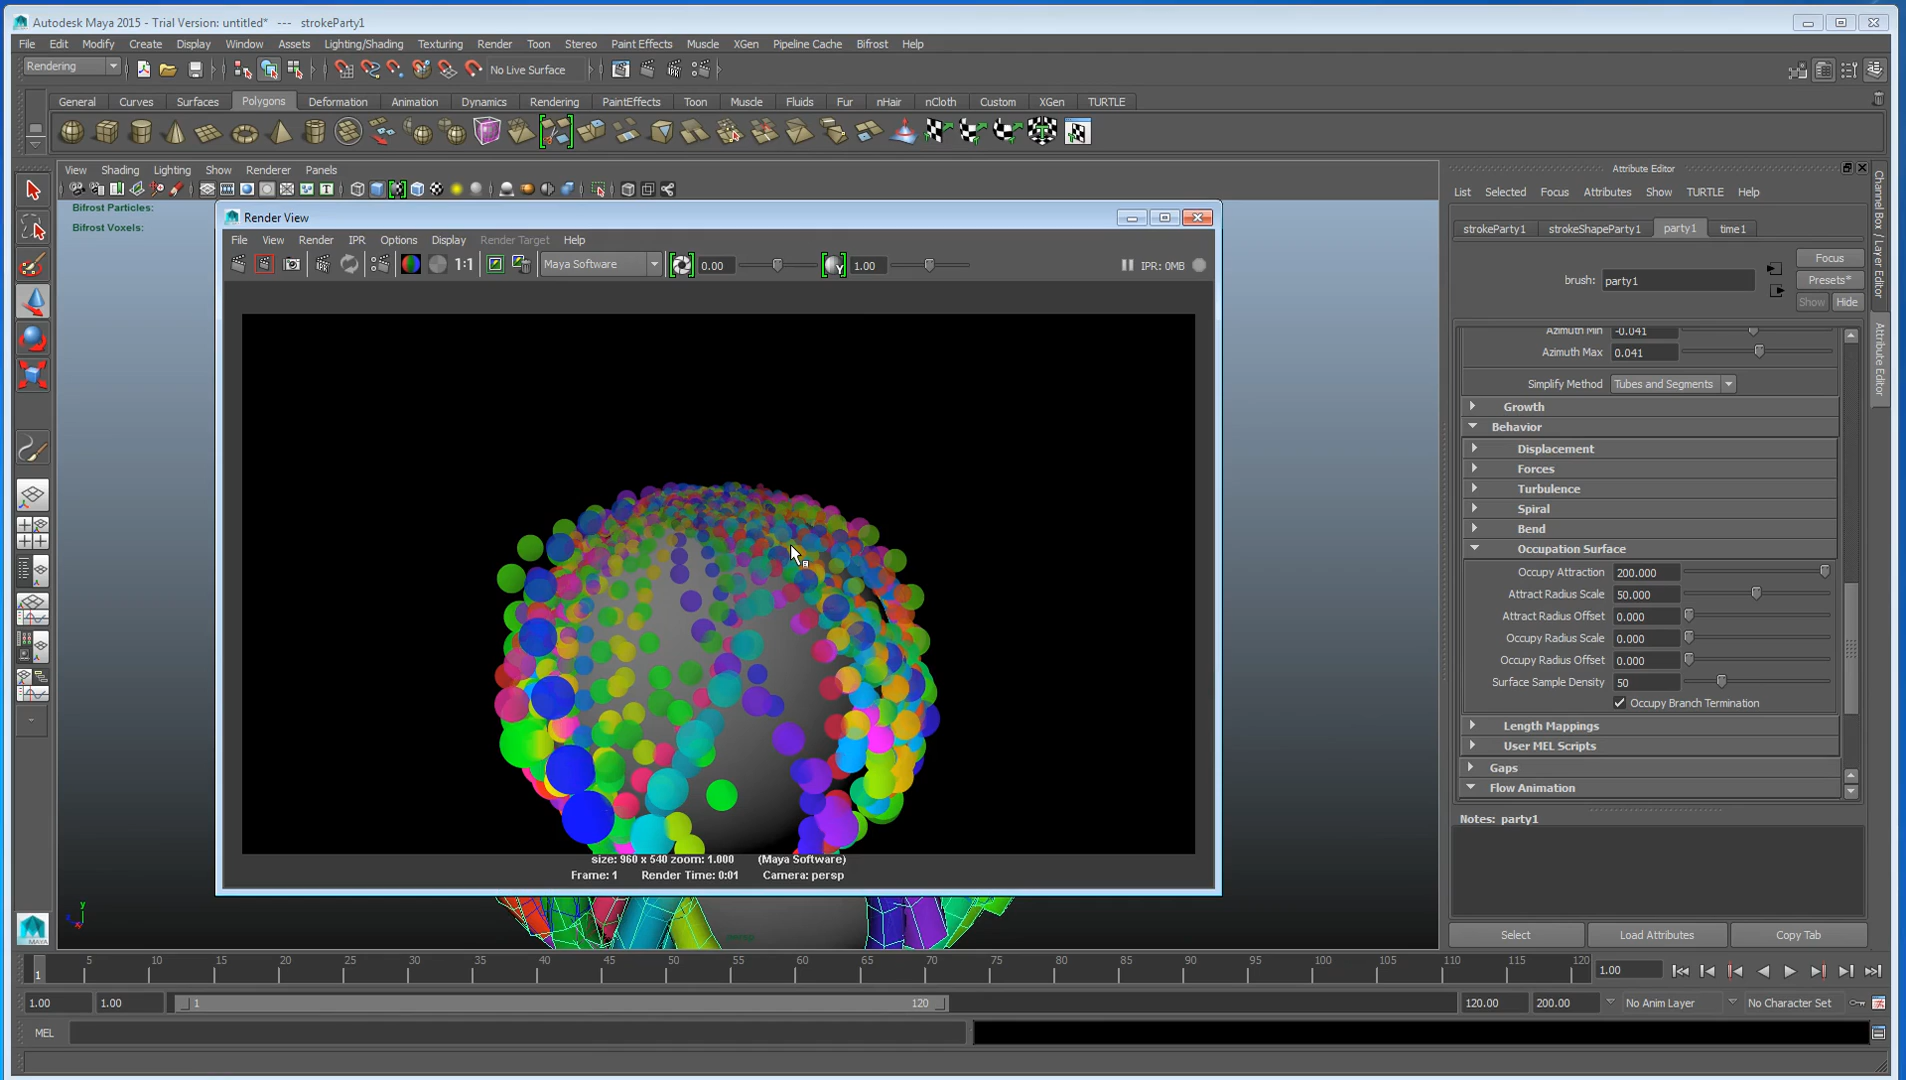 Autodesk Maya 2015 - Trial Version: untitled* --- strokeParty1
File Edit Modify Create Display Window Assets Lighting/Shading Texturing Render Toon Stereo Paint Effects Muscle XGen Pipeline Cache Bifrost Help
Rendering No Live Surface
General Curves Surfaces Polygons Deformation Animation Dynamics Rendering PaintEffects Toon Muscle Fluids Fur nHair nCloth Custom XGen TURTLE
View Shading Lighting Show Renderer Panels
Bifrost Particles:
Bifrost Voxels:
Render View
File View Render IPR Options Display Render Target Help
1:1 Maya Software 0.00 1.00 IPR: 0MB
size: 960 x 540 zoom: 1.000 (Maya Software)
Frame: 1 Render Time: 0:01 Camera: persp
Attribute Editor
List Selected Focus Attributes Show TURTLE Help
strokeParty1 strokeShapeParty1 party1 time1
brush: party1
Focus
Presets*
Show Hide
Azimuth Min -0.041
Azimuth Max 0.041
Simplify Method Tubes and Segments
Growth
Behavior
Displacement
Forces
Turbulence
Spiral
Bend
Occupation Surface
Occupy Attraction 200.000
Attract Radius Scale 50.000
Attract Radius Offset 0.000
Occupy Radius Scale 0.000
Occupy Radius Offset 0.000
Surface Sample Density 50
Occupy Branch Termination
Length Mappings
User MEL Scripts
Gaps
Flow Animation
Notes: party1
Select Load Attributes Copy Tab
Channel Box / Layer Editor
Attribute Editor
y
MAYA
1 5 10 15 20 25 30 35 40 45 50 55 60 65 70 75 80 85 90 95 100 105 110 115 120 1.00
1.00 1.00 1 120 120.00 200.00 No Anim Layer No Character Set
MEL